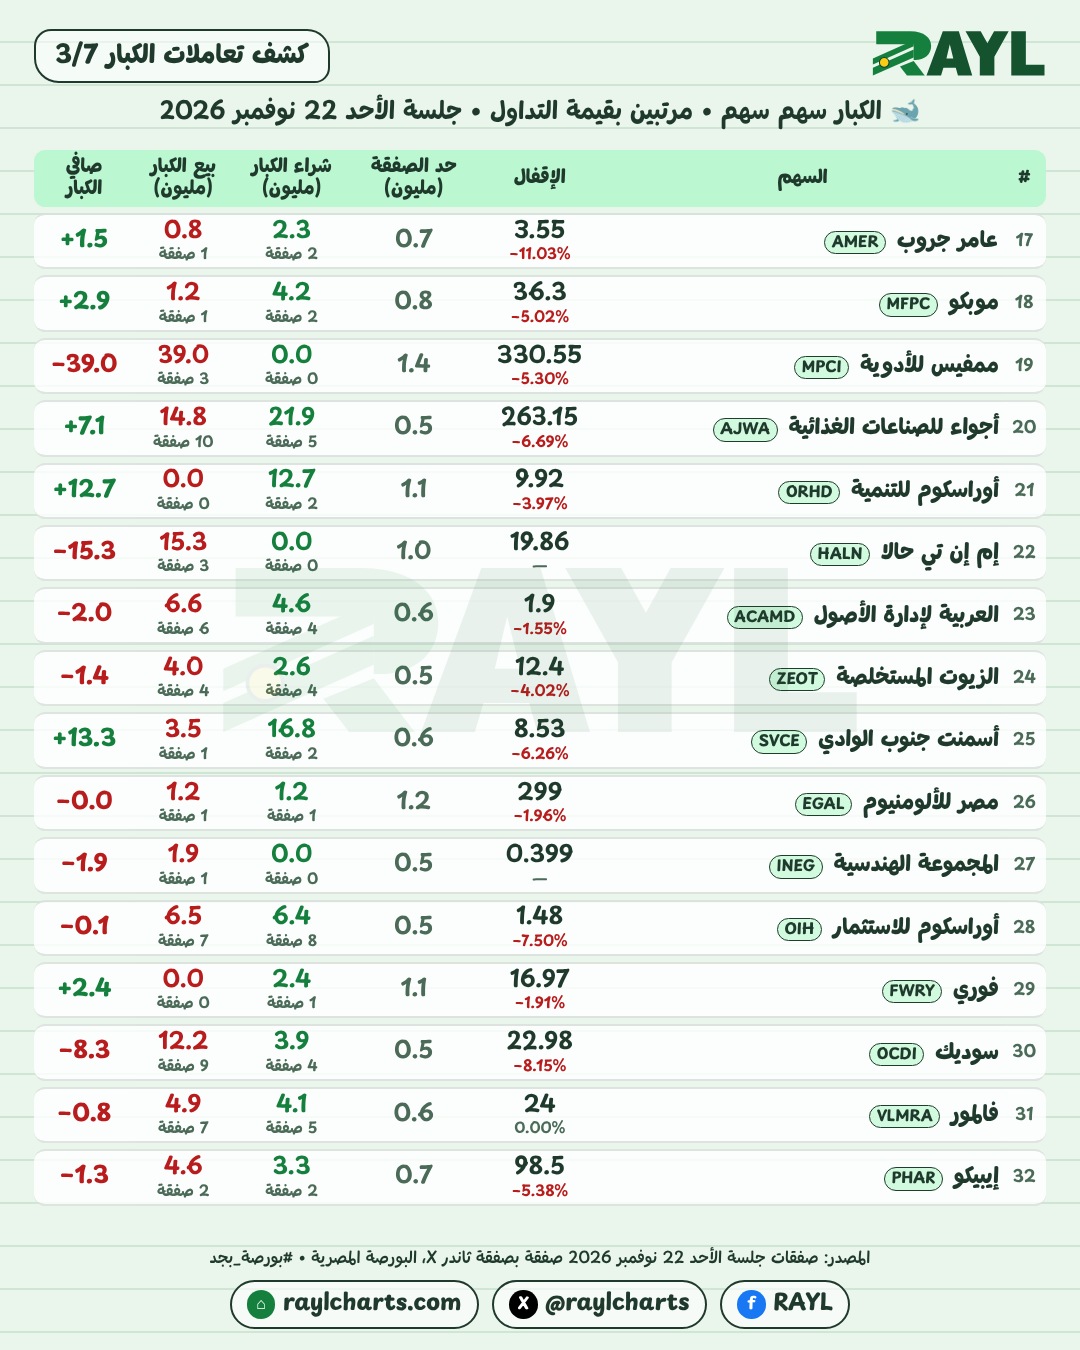 RAYL
كشف تعاملات الكبار 3/7
🐋 الكبار سهم سهم • مرتبين بقيمة التداول • جلسة الأحد 22 نوفمبر 2026
# السهم الإقفال حد الصفقة (مليون) شراء الكبار (مليون) بيع الكبار (مليون) صافي الكبار
17 عامر جروب AMER 3.55 0.7 2.3 0.8 +1.5
−11.03% 2 صفقة 1 صفقة
18 موبكو MFPC 36.3 0.8 4.2 1.2 +2.9
−5.02% 2 صفقة 1 صفقة
19 ممفيس للأدوية MPCI 330.55 1.4 0.0 39.0 −39.0
−5.30% 0 صفقة 3 صفقة
20 أجواء للصناعات الغذائية AJWA 263.15 0.5 21.9 14.8 +7.1
−6.69% 5 صفقة 10 صفقة
21 أوراسكوم للتنمية ORHD 9.92 1.1 12.7 0.0 +12.7
−3.97% 2 صفقة 0 صفقة
22 إم إن تي حالا HALN 19.86 1.0 0.0 15.3 −15.3
— 0 صفقة 3 صفقة
23 العربية لإدارة الأصول ACAMD 1.9 0.6 4.6 6.6 −2.0
−1.55% 4 صفقة 6 صفقة
24 الزيوت المستخلصة ZEOT 12.4 0.5 2.6 4.0 −1.4
−4.02% 4 صفقة 4 صفقة
25 أسمنت جنوب الوادي SVCE 8.53 0.6 16.8 3.5 +13.3
−6.26% 2 صفقة 1 صفقة
26 مصر للألومنيوم EGAL 299 1.2 1.2 1.2 −0.0
−1.96% 1 صفقة 1 صفقة
27 المجموعة الهندسية INEG 0.399 0.5 0.0 1.9 −1.9
— 0 صفقة 1 صفقة
28 أوراسكوم للاستثمار OIH 1.48 0.5 6.4 6.5 −0.1
−7.50% 8 صفقة 7 صفقة
29 فوري FWRY 16.97 1.1 2.4 0.0 +2.4
−1.91% 1 صفقة 0 صفقة
30 سوديك OCDI 22.98 0.5 3.9 12.2 −8.3
−8.15% 4 صفقة 9 صفقة
31 فالمور VLMRA 24 0.6 4.1 4.9 −0.8
0.00% 5 صفقة 7 صفقة
32 إيبيكو PHAR 98.5 0.7 3.3 4.6 −1.3
−5.38% 2 صفقة 2 صفقة
المصدر: صفقات جلسة الأحد 22 نوفمبر 2026 صفقة بصفقة ثاندر X، البورصة المصرية • #بورصة_بجد
raylcharts.com @raylcharts RAYL